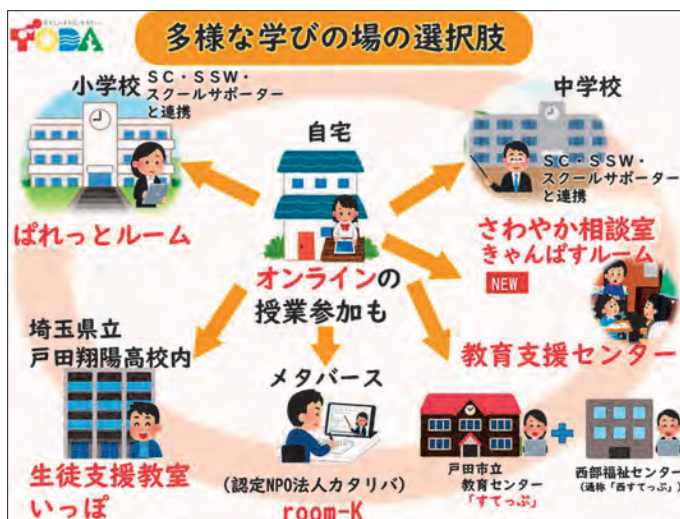 TODA
多様な学びの場の選択肢
小学校
SC・SSW・
スクールサポーター
と連携
ぱれっとルーム
自宅
オンラインの
授業参加も
中学校
SC・SSW・
スクールサポーター
と連携
さわやか相談室
きゃんばすルーム
NEW
教育支援センター
埼玉県立
戸田翔陽高校内
生徒支援教室
いっぽ
メタバース
(認定NPO法人カタリバ)
room-K
戸田市立
教育センター
「すてっぷ」
西部福祉センター
(通称「西すてっぷ」)